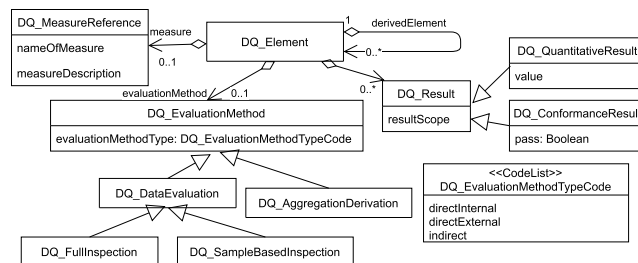 DQ_MeasureReference
nameOfMeasure
measureDescription
measure
0..1
DQ_Element
1
derivedElement
0..*
evaluationMethod
0..1
0..*
DQ_Result
resultScope
DQ_QuantitativeResult
value
DQ_ConformanceResul
pass: Boolean
DQ_EvaluationMethod
evaluationMethodType: DQ_EvaluationMethodTypeCode
<<CodeList>>
DQ_EvaluationMethodTypeCode
directInternal
directExternal
indirect
DQ_DataEvaluation
DQ_AggregationDerivation
DQ_FullInspection
DQ_SampleBasedInspection